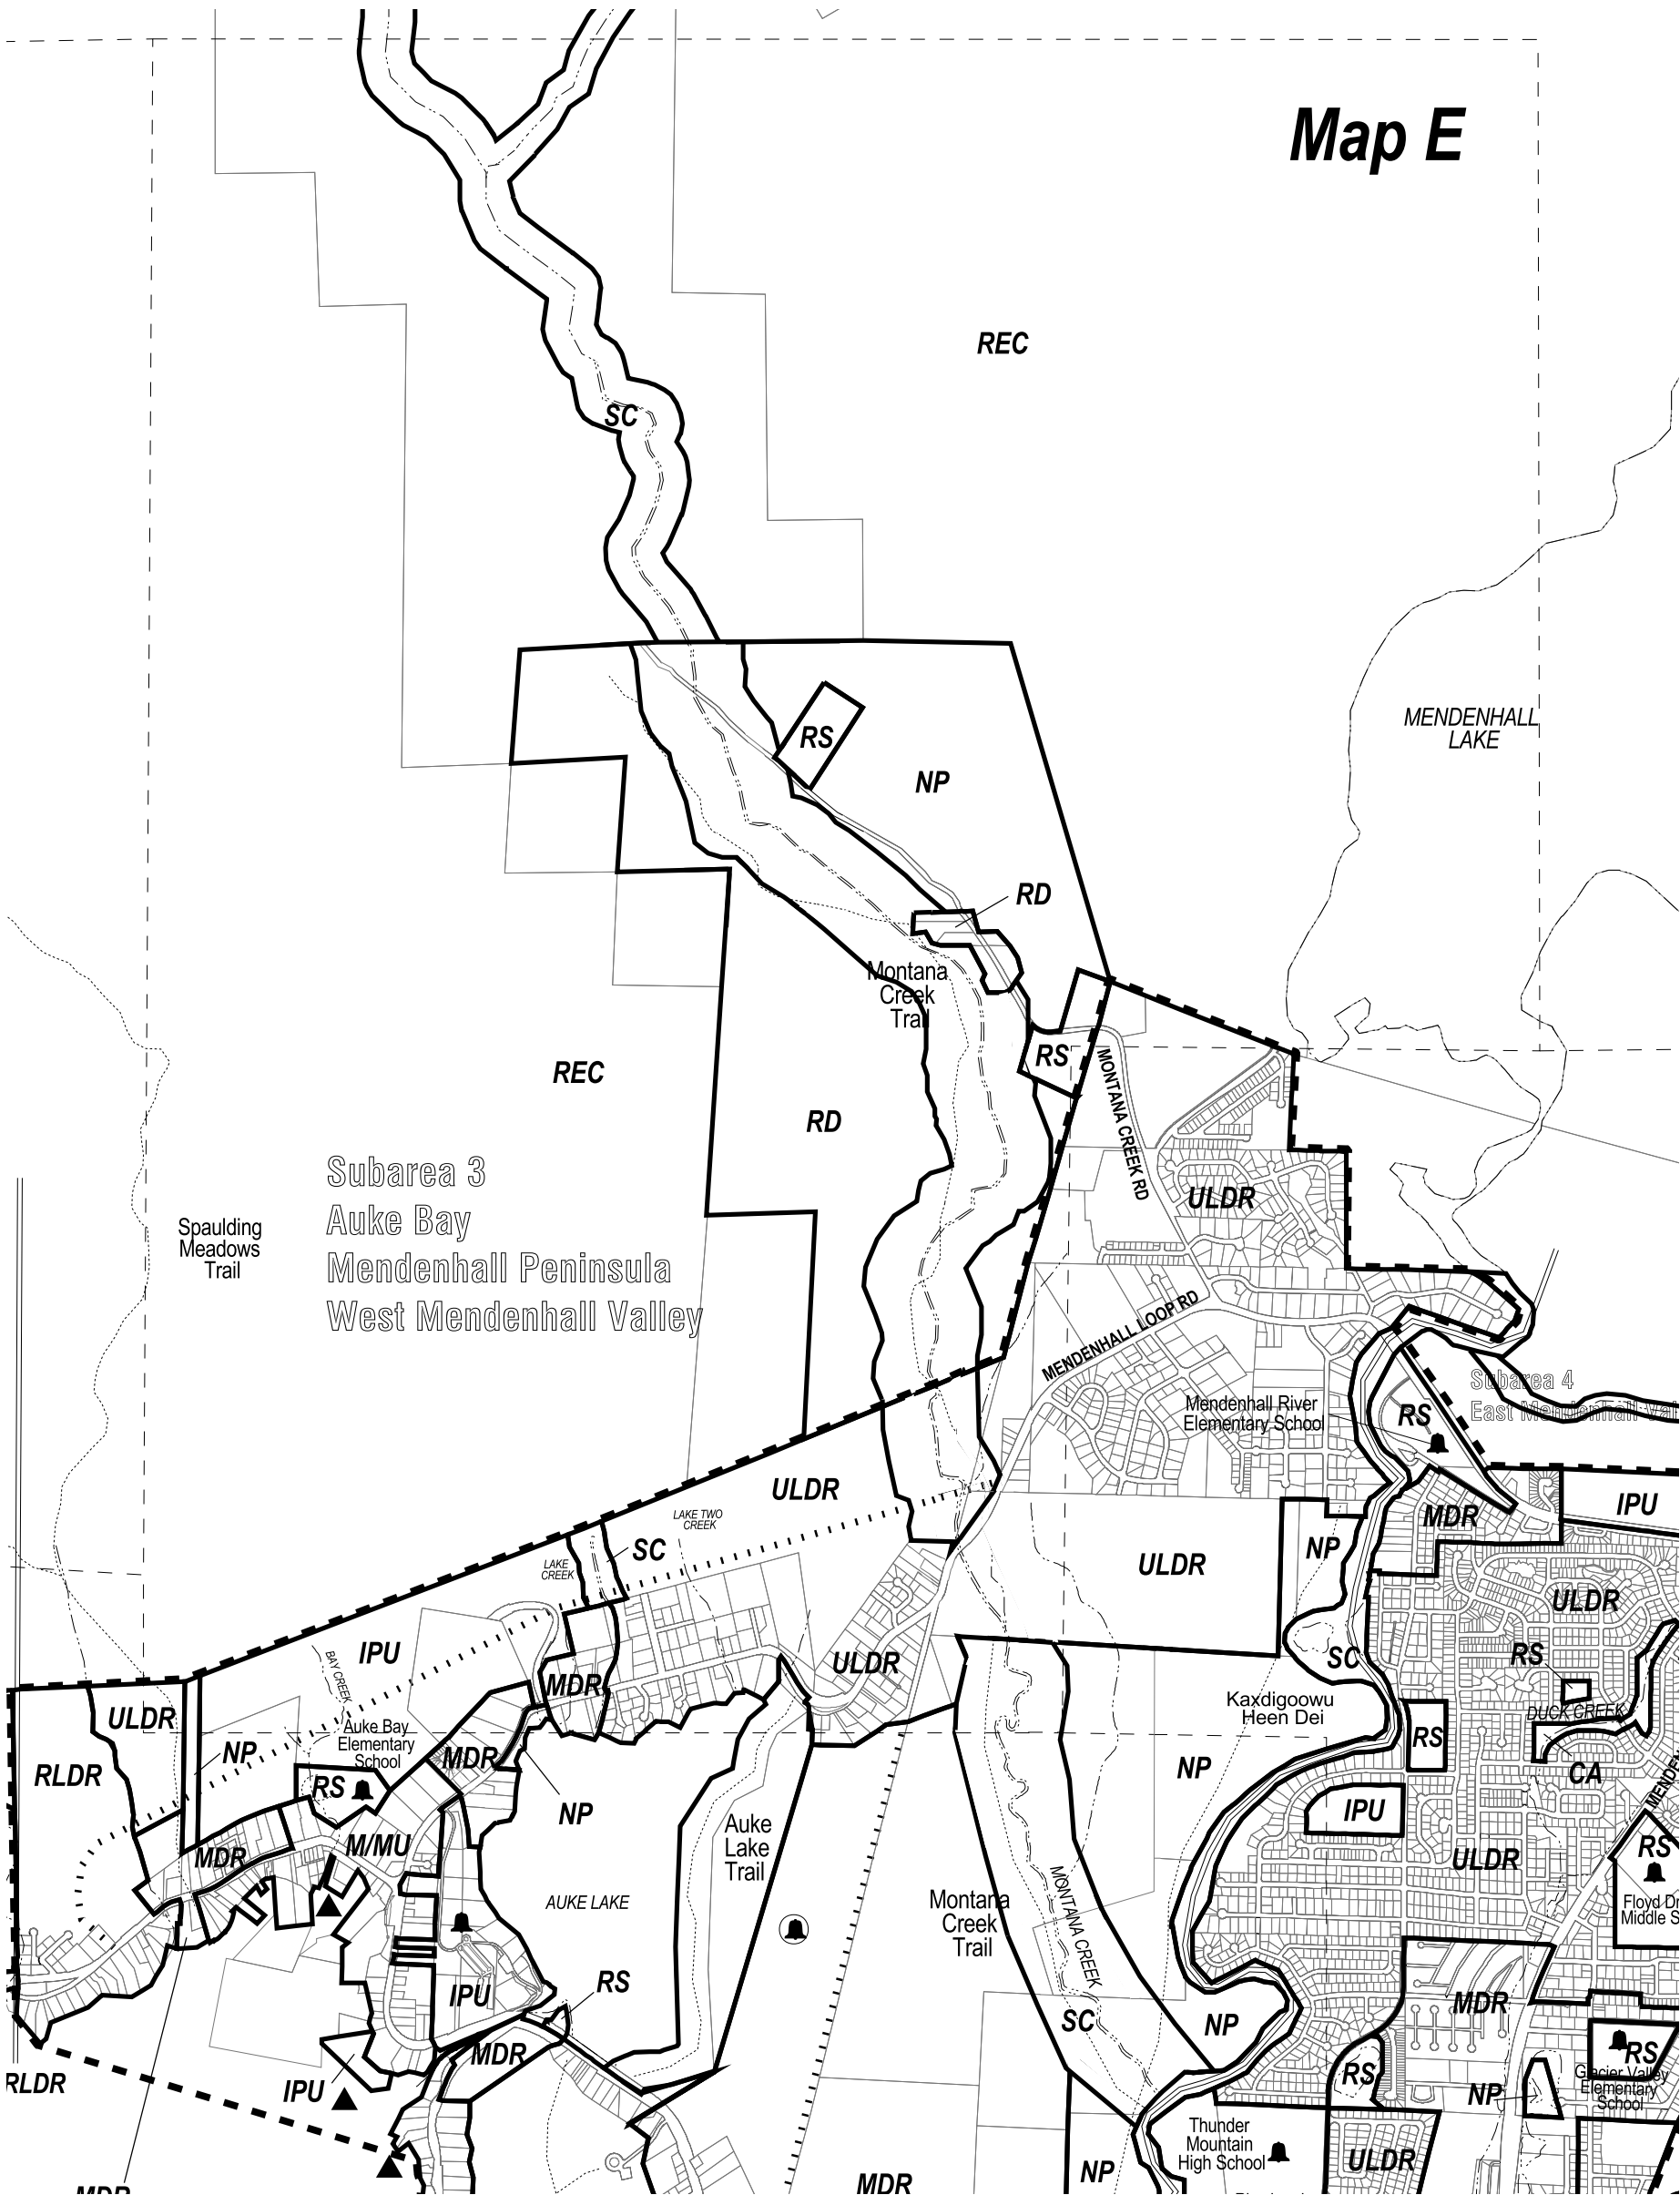 Map E
REC
SC
MENDENHALL
LAKE
RS
NP
RD
Montana
Creek
Trail
RS
MONTANA CREEK RD
REC
RD
ULDR
Subarea 3
Auke Bay
Mendenhall Peninsula
West Mendenhall Valley
Spaulding
Meadows
Trail
MENDENHALL LOOP RD
Mendenhall River
Elementary School
RS
Subarea 4
East Mendenhall Val
ULDR
LAKE TWO
CREEK
SC
LAKE
CREEK
MDR
IPU
NP
ULDR
ULDR
IPU
BAY CREEK
MDR
ULDR
SC
RS
Kaxdigoowu
Heen Dei
DUCK CREEK
ULDR
NP
RLDR
Auke Bay
Elementary
School
RS
MDR
NP
NP
RS
CA
IPU
MENDE
M/MU
MDR
Auke
Lake
Trail
AUKE LAKE
ULDR
RS
Floyd Dr
Middle S
Montana
Creek
Trail
MONTANA CREEK
IPU
RS
SC
NP
MDR
MDR
RLDR
IPU
RS
NP
RS
Glacier Valley
Elementary
School
Thunder
Mountain
High School
ULDR
NP
MDR
MDR